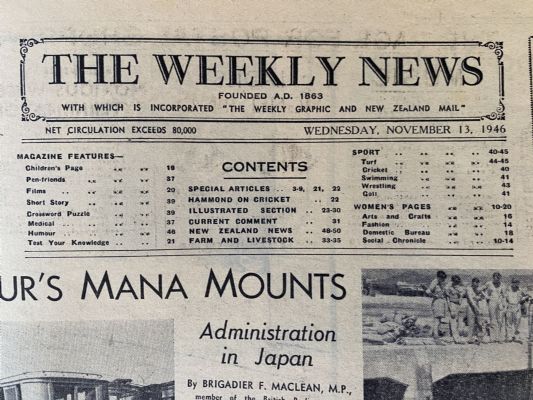 THE WEEKLY NEWS
FOUNDED A.D. 1863
WITH WHICH IS INCORPORATED "THE WEEKLY GRAPHIC AND NEW ZEALAND MAIL"
NET CIRCULATION EXCEEDS 80,000
WEDNESDAY, NOVEMBER 13, 1946
MAGAZINE FEATURES—
Children's Page .. .. 19
Pen-friends .. .. 37
Films .. .. 20
Short Story .. .. 39
Crossword Puzzle .. .. 39
Medical .. .. 37
Humour .. .. 46
Test Your Knowledge .. 21
CONTENTS
SPECIAL ARTICLES .. 3-9, 21, 22
HAMMOND ON CRICKET .. 22
ILLUSTRATED SECTION .. 23-30
CURRENT COMMENT .. 31
NEW ZEALAND NEWS .. 48-50
FARM AND LIVESTOCK .. 33-35
SPORT .. .. .. 40-45
Turf .. .. .. 44-45
Cricket .. .. .. 40
Swimming .. .. .. 41
Wrestling .. .. .. 43
Golf .. .. .. 41
WOMEN'S PAGES .. 10-20
Arts and Crafts .. .. 16
Fashion .. .. .. 14
Domestic Bureau .. .. 18
Social Chronicle .. .. 10-14
UR'S MANA MOUNTS
Administration
in Japan
By BRIGADIER F. MACLEAN, M.P.,
member of the British